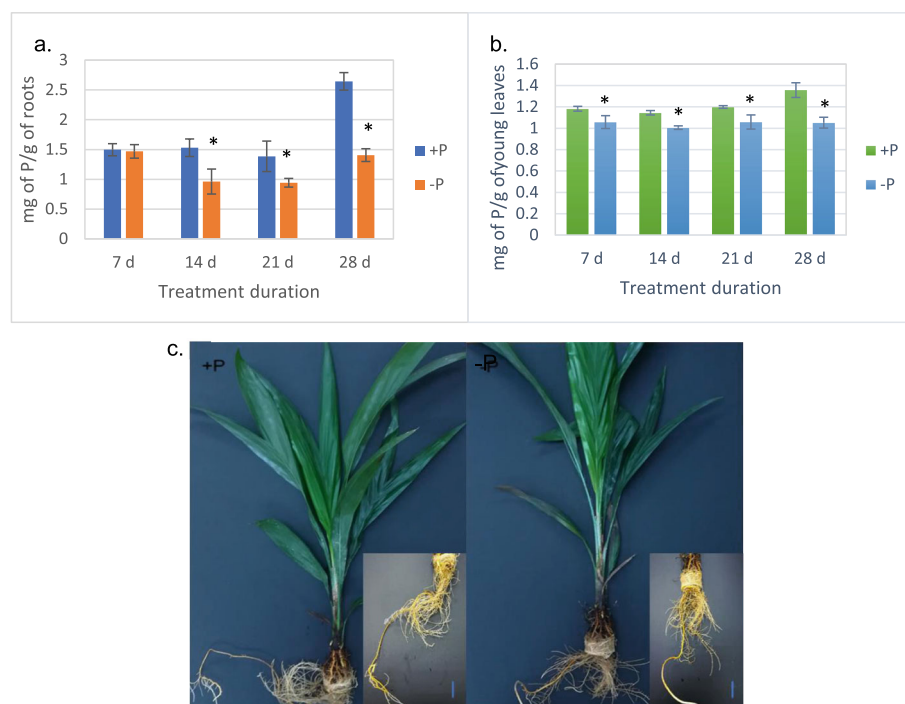 a.
mg of P/g of roots
3
2.5
2
1.5
1
0.5
0
*
*
*
7 d 14 d 21 d 28 d
Treatment duration
+P
-P
b.
mg of P/g ofyoung leaves
1.6
1.4
1.2
1
0.8
0.6
0.4
0.2
0
*
*
*
*
7 d 14 d 21 d 28 d
Treatment duration
+P
-P
c.
+P
-P